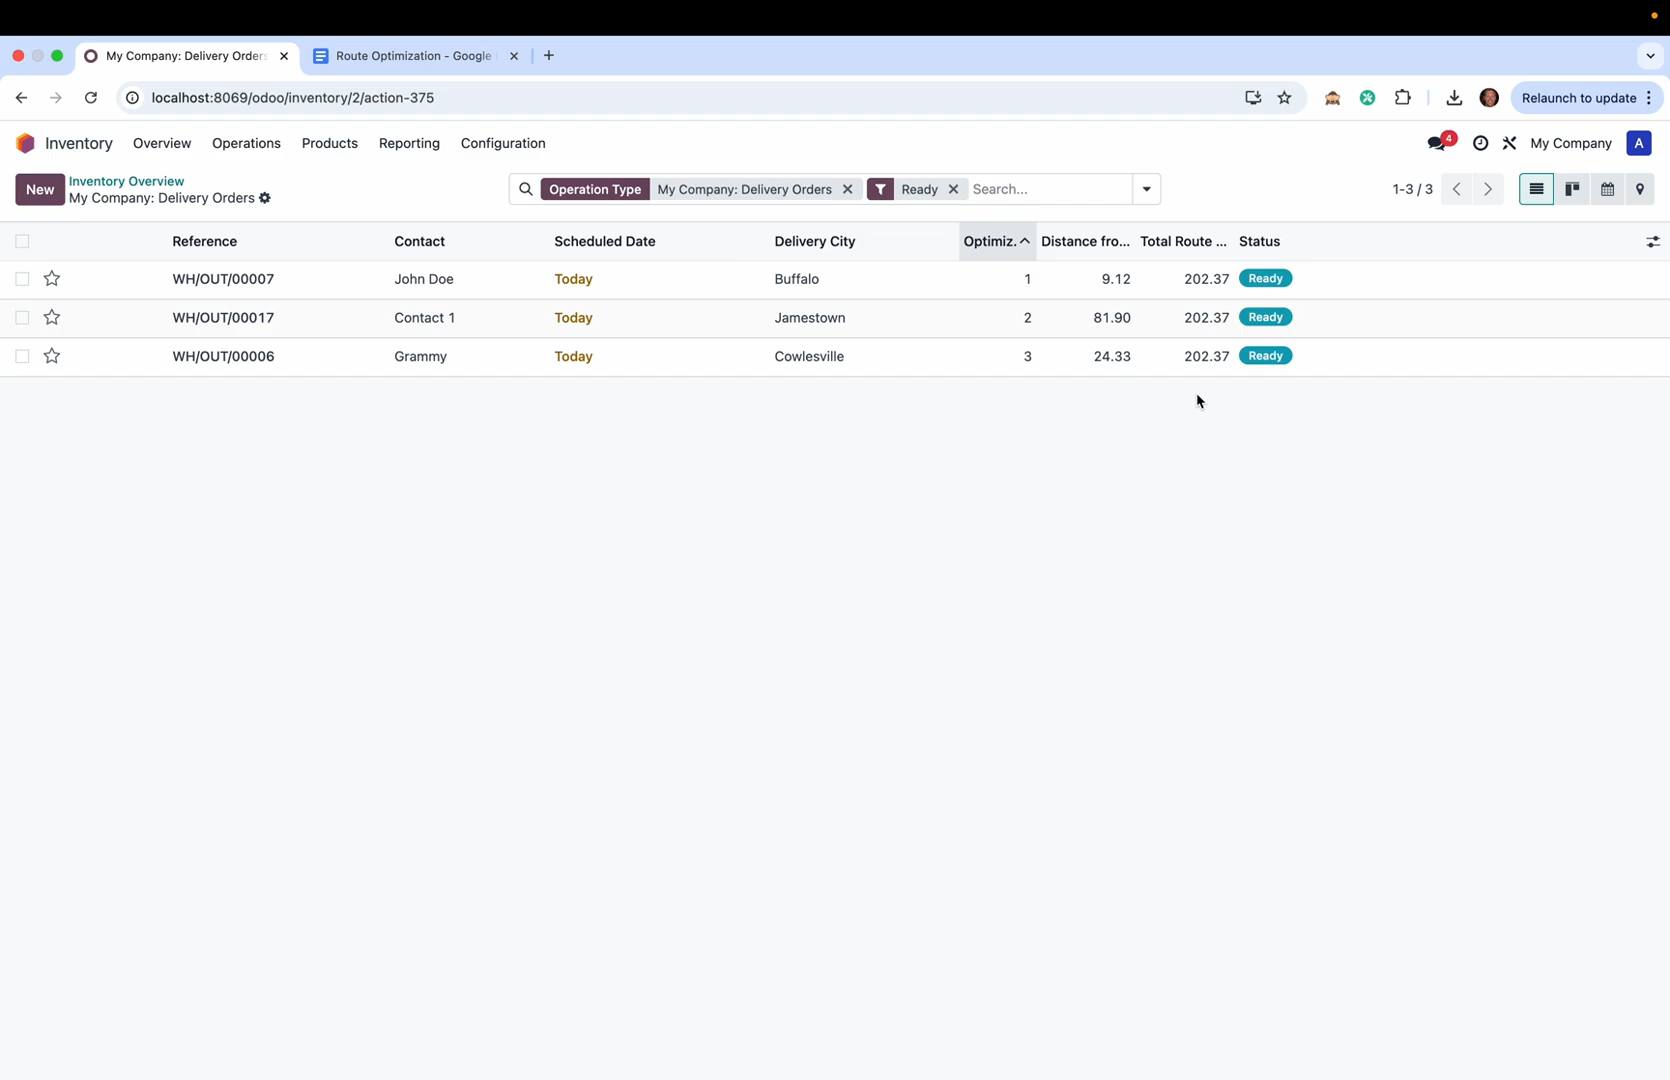 My Company: Delivery Orders
Route Optimization - Google
localhost:8069/odoo/inventory/2/action-375
Relaunch to update
Inventory Overview Operations Products Reporting Configuration 4 My Company A
New Inventory Overview
My Company: Delivery Orders
Operation Type My Company: Delivery Orders Ready Search... 1-3 / 3
Reference Contact Scheduled Date Delivery City Optimiz. Distance fro... Total Route ... Status
WH/OUT/00007 John Doe Today Buffalo 1 9.12 202.37 Ready
WH/OUT/00017 Contact 1 Today Jamestown 2 81.90 202.37 Ready
WH/OUT/00006 Grammy Today Cowlesville 3 24.33 202.37 Ready